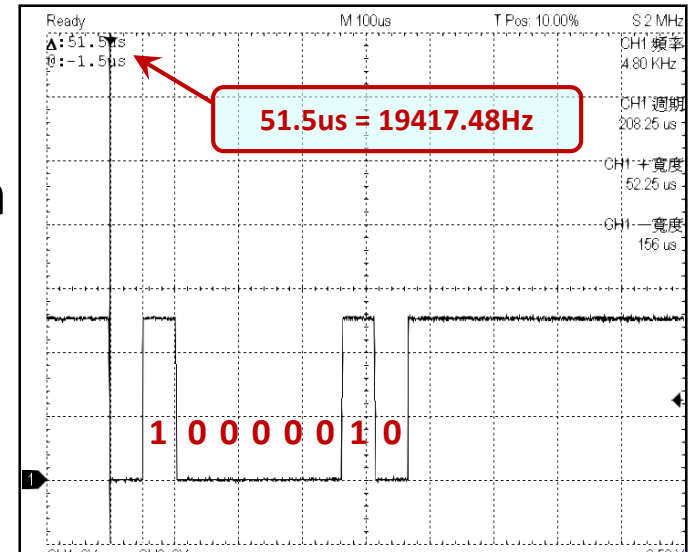 Ready M 100us T Pos: 10.00% S 2 MHz
Δ:51.5us
@:-1.5us
CH1 頻率
4.80 KHz
51.5us = 19417.48Hz
CH1 週期
208.25 us
CH1 +寬度
52.25 us
CH1 —寬度
156 us
1 0 0 0 0 0 1 0
1